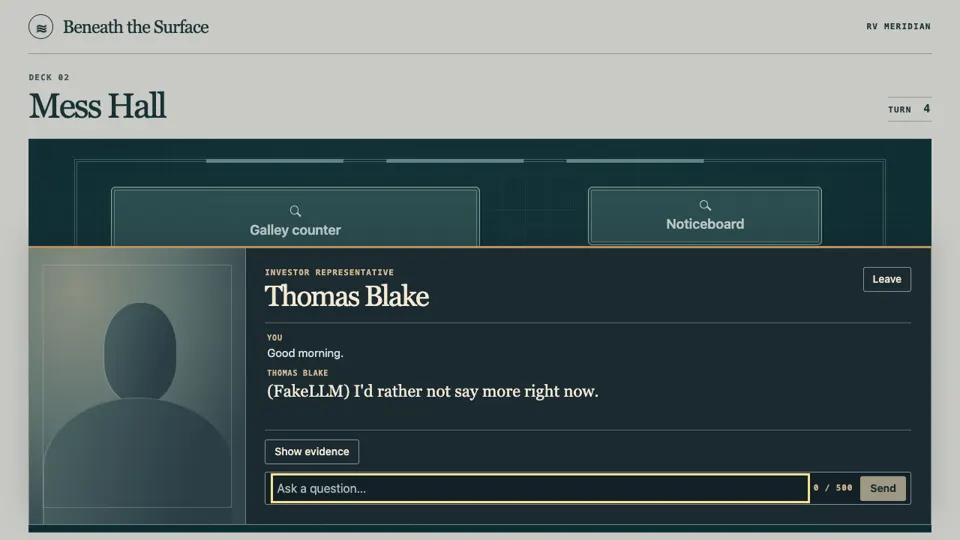 Beneath the Surface
RV MERIDIAN
DECK 02
Mess Hall
TURN 4
Galley counter
Noticeboard
INVESTOR REPRESENTATIVE
Thomas Blake
Leave
YOU
Good morning.
THOMAS BLAKE
(FakeLLM) I'd rather not say more right now.
Show evidence
Ask a question...
0 / 500
Send